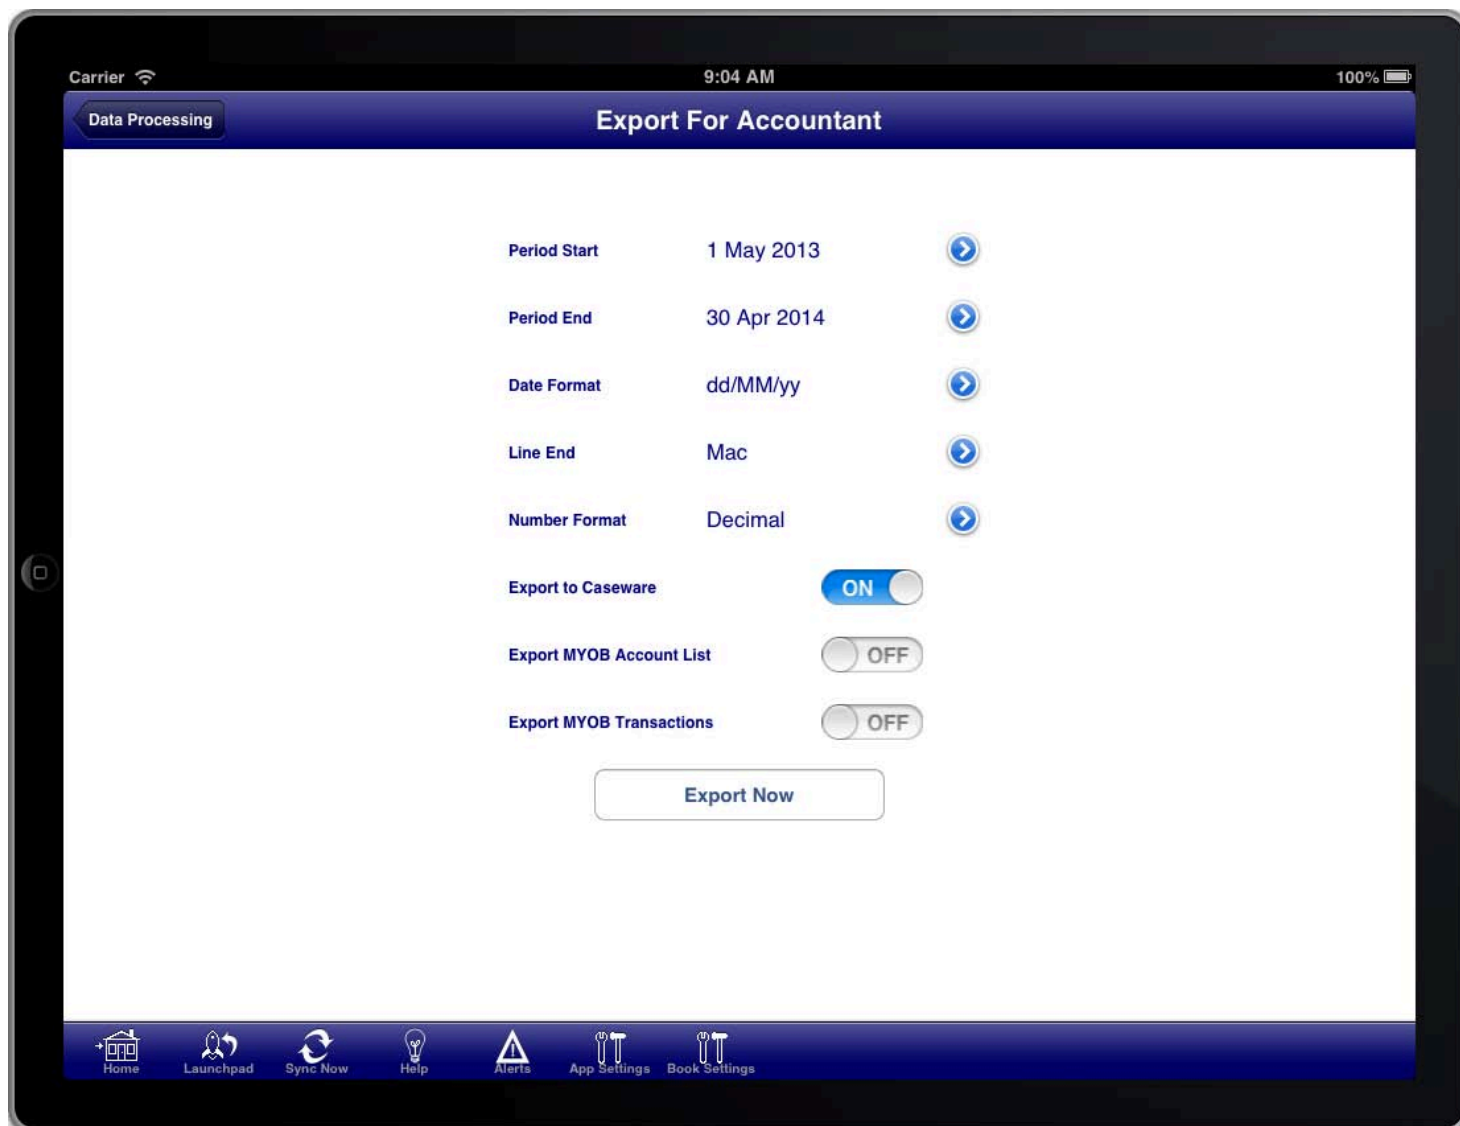 Carrier 9:04 AM 100%
Data Processing Export For Accountant
Period Start 1 May 2013
Period End 30 Apr 2014
Date Format dd/MM/yy
Line End Mac
Number Format Decimal
Export to Caseware ON
Export MYOB Account List OFF
Export MYOB Transactions OFF
Export Now
Home Launchpad Sync Now Help Alerts App Settings Book Settings